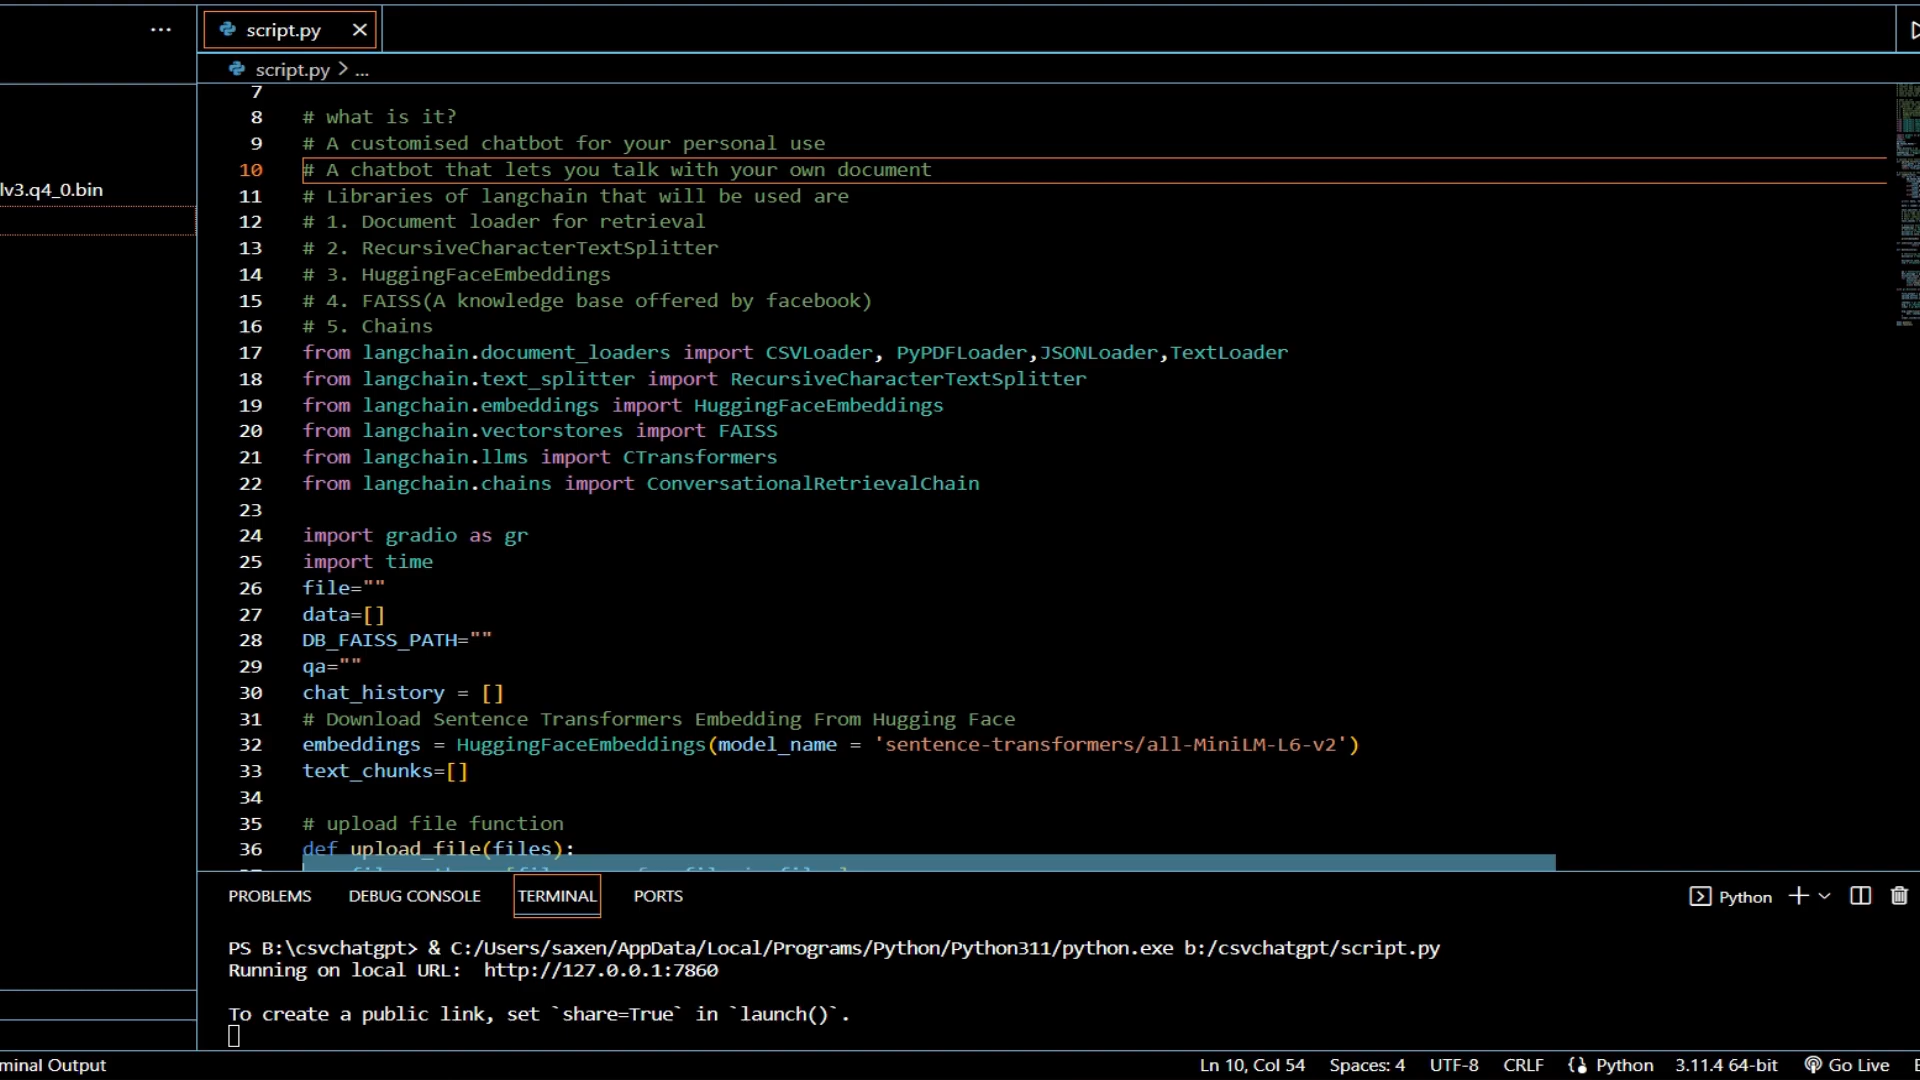 script.py
script.py > ...
lv3.q4_0.bin
7
8 # what is it?
9 # A customised chatbot for your personal use
10 # A chatbot that lets you talk with your own document
11 # Libraries of langchain that will be used are
12 # 1. Document loader for retrieval
13 # 2. RecursiveCharacterTextSplitter
14 # 3. HuggingFaceEmbeddings
15 # 4. FAISS(A knowledge base offered by facebook)
16 # 5. Chains
17 from langchain.document_loaders import CSVLoader, PyPDFLoader,JSONLoader,TextLoader
18 from langchain.text_splitter import RecursiveCharacterTextSplitter
19 from langchain.embeddings import HuggingFaceEmbeddings
20 from langchain.vectorstores import FAISS
21 from langchain.llms import CTransformers
22 from langchain.chains import ConversationalRetrievalChain
23
24 import gradio as gr
25 import time
26 file=""
27 data=[]
28 DB_FAISS_PATH=""
29 qa=""
30 chat_history = []
31 # Download Sentence Transformers Embedding From Hugging Face
32 embeddings = HuggingFaceEmbeddings(model_name = 'sentence-transformers/all-MiniLM-L6-v2')
33 text_chunks=[]
34
35 # upload file function
36 def upload_file(files):
PROBLEMS DEBUG CONSOLE TERMINAL PORTS
Python
PS B:\csvchatgpt> & C:/Users/saxen/AppData/Local/Programs/Python/Python311/python.exe b:/csvchatgpt/script.py
Running on local URL:  http://127.0.0.1:7860
To create a public link, set `share=True` in `launch()`.
minal Output
Ln 10, Col 54 Spaces: 4 UTF-8 CRLF Python 3.11.4 64-bit Go Live